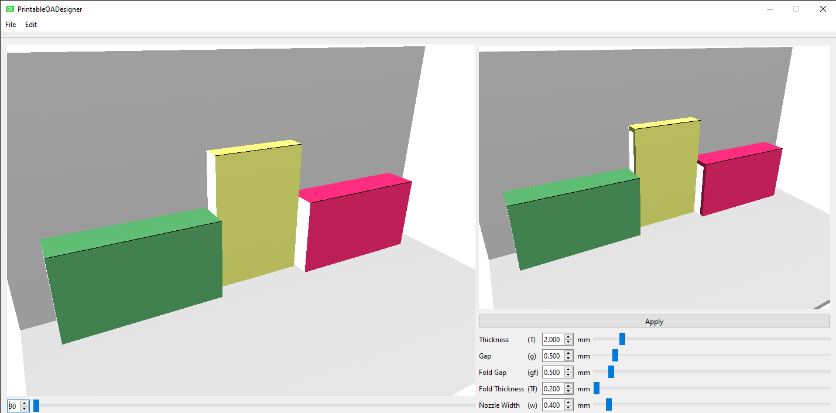 PrintableOADesigner
File Edit
Apply
Thickness (T) 2.000 mm
Gap (g) 0.500 mm
Fold Gap (gf) 0.500 mm
Fold Thickness (Tf) 0.200 mm
Nozzle Width (w) 0.400 mm
90